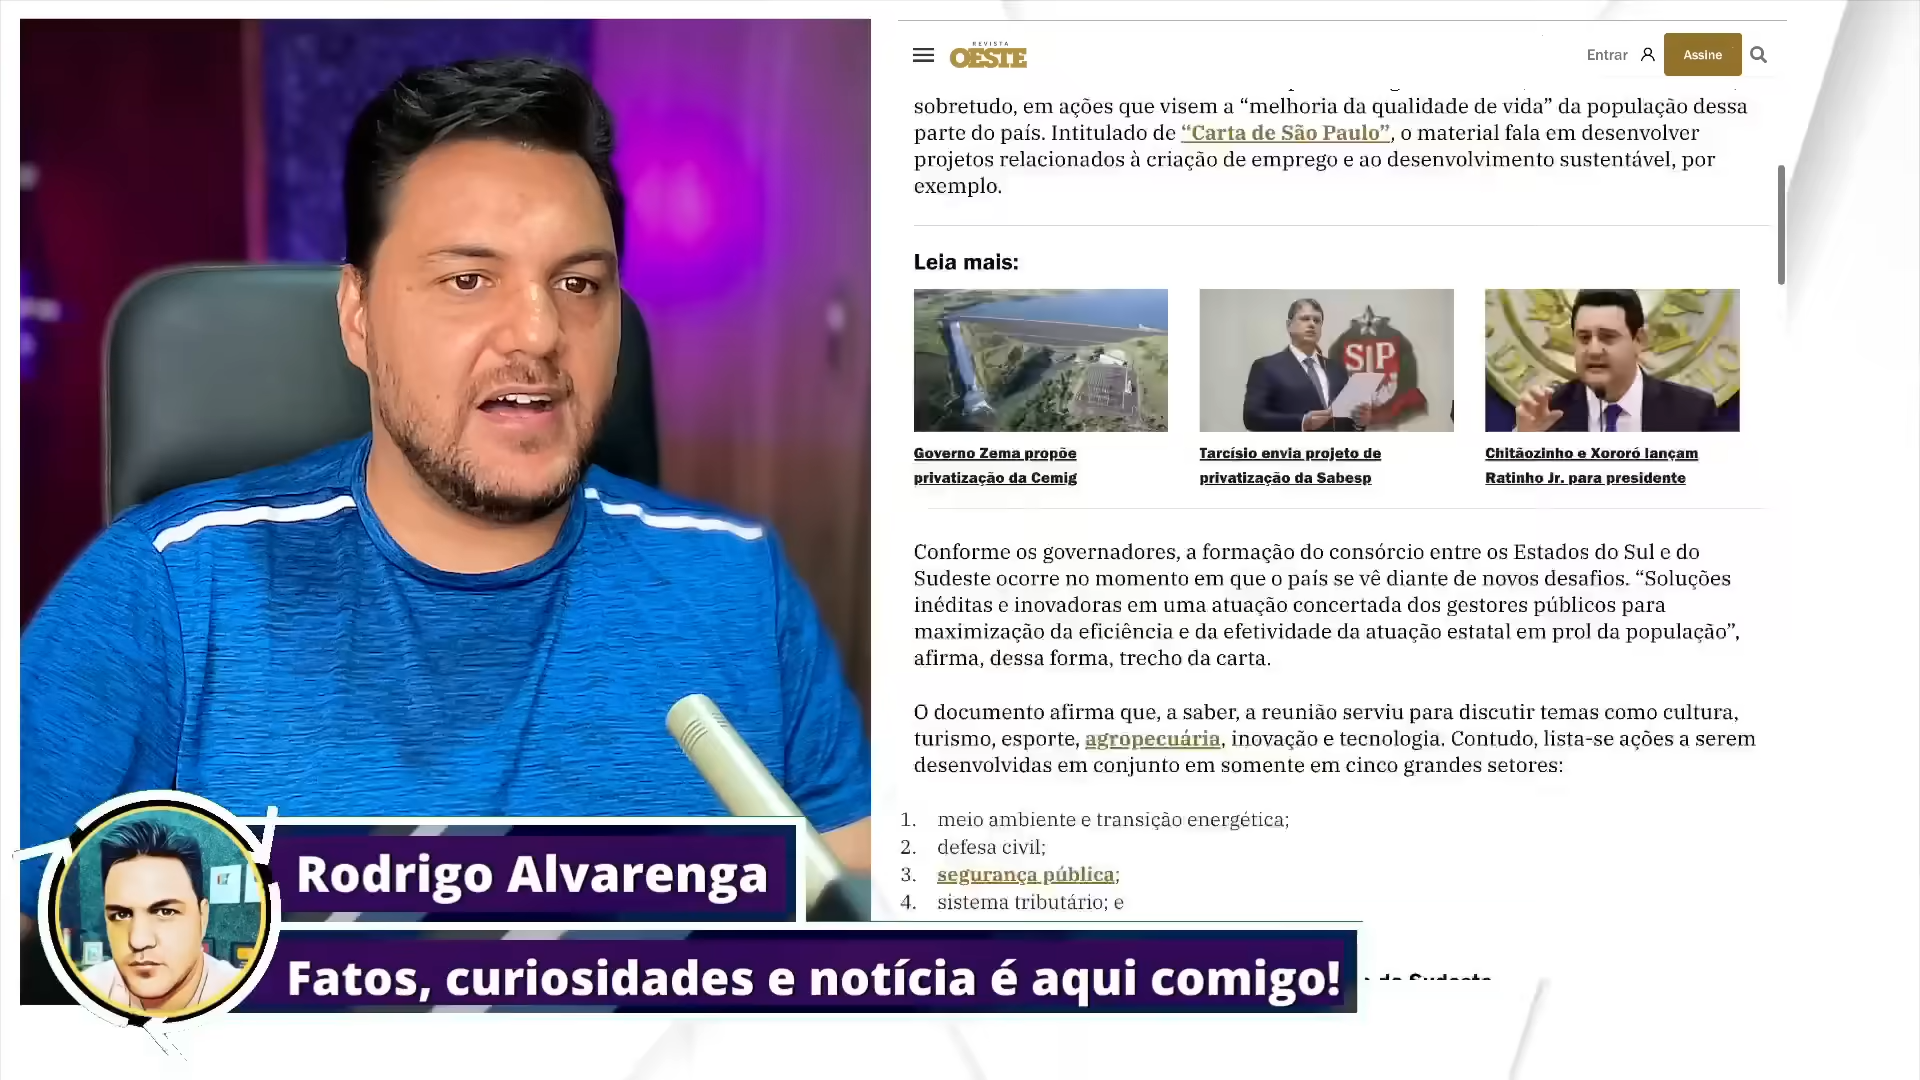 REVISTA
OESTE
Entrar
Assine
sobretudo, em ações que visem a “melhoria da qualidade de vida” da população dessa
parte do país. Intitulado de “Carta de São Paulo”, o material fala em desenvolver
projetos relacionados à criação de emprego e ao desenvolvimento sustentável, por
exemplo.
Leia mais:
SP
Governo Zema propõe
privatização da Cemig
Tarcísio envia projeto de
privatização da Sabesp
Chitãozinho e Xororó lançam
Ratinho Jr. para presidente
Conforme os governadores, a formação do consórcio entre os Estados do Sul e do
Sudeste ocorre no momento em que o país se vê diante de novos desafios. “Soluções
inéditas e inovadoras em uma atuação concertada dos gestores públicos para
maximização da eficiência e da efetividade da atuação estatal em prol da população”,
afirma, dessa forma, trecho da carta.
O documento afirma que, a saber, a reunião serviu para discutir temas como cultura,
turismo, esporte, agropecuária, inovação e tecnologia. Contudo, lista-se ações a serem
desenvolvidas em conjunto em somente em cinco grandes setores:
1. meio ambiente e transição energética;
2. defesa civil;
3. segurança pública;
4. sistema tributário; e
Rodrigo Alvarenga
Fatos, curiosidades e notícia é aqui comigo!